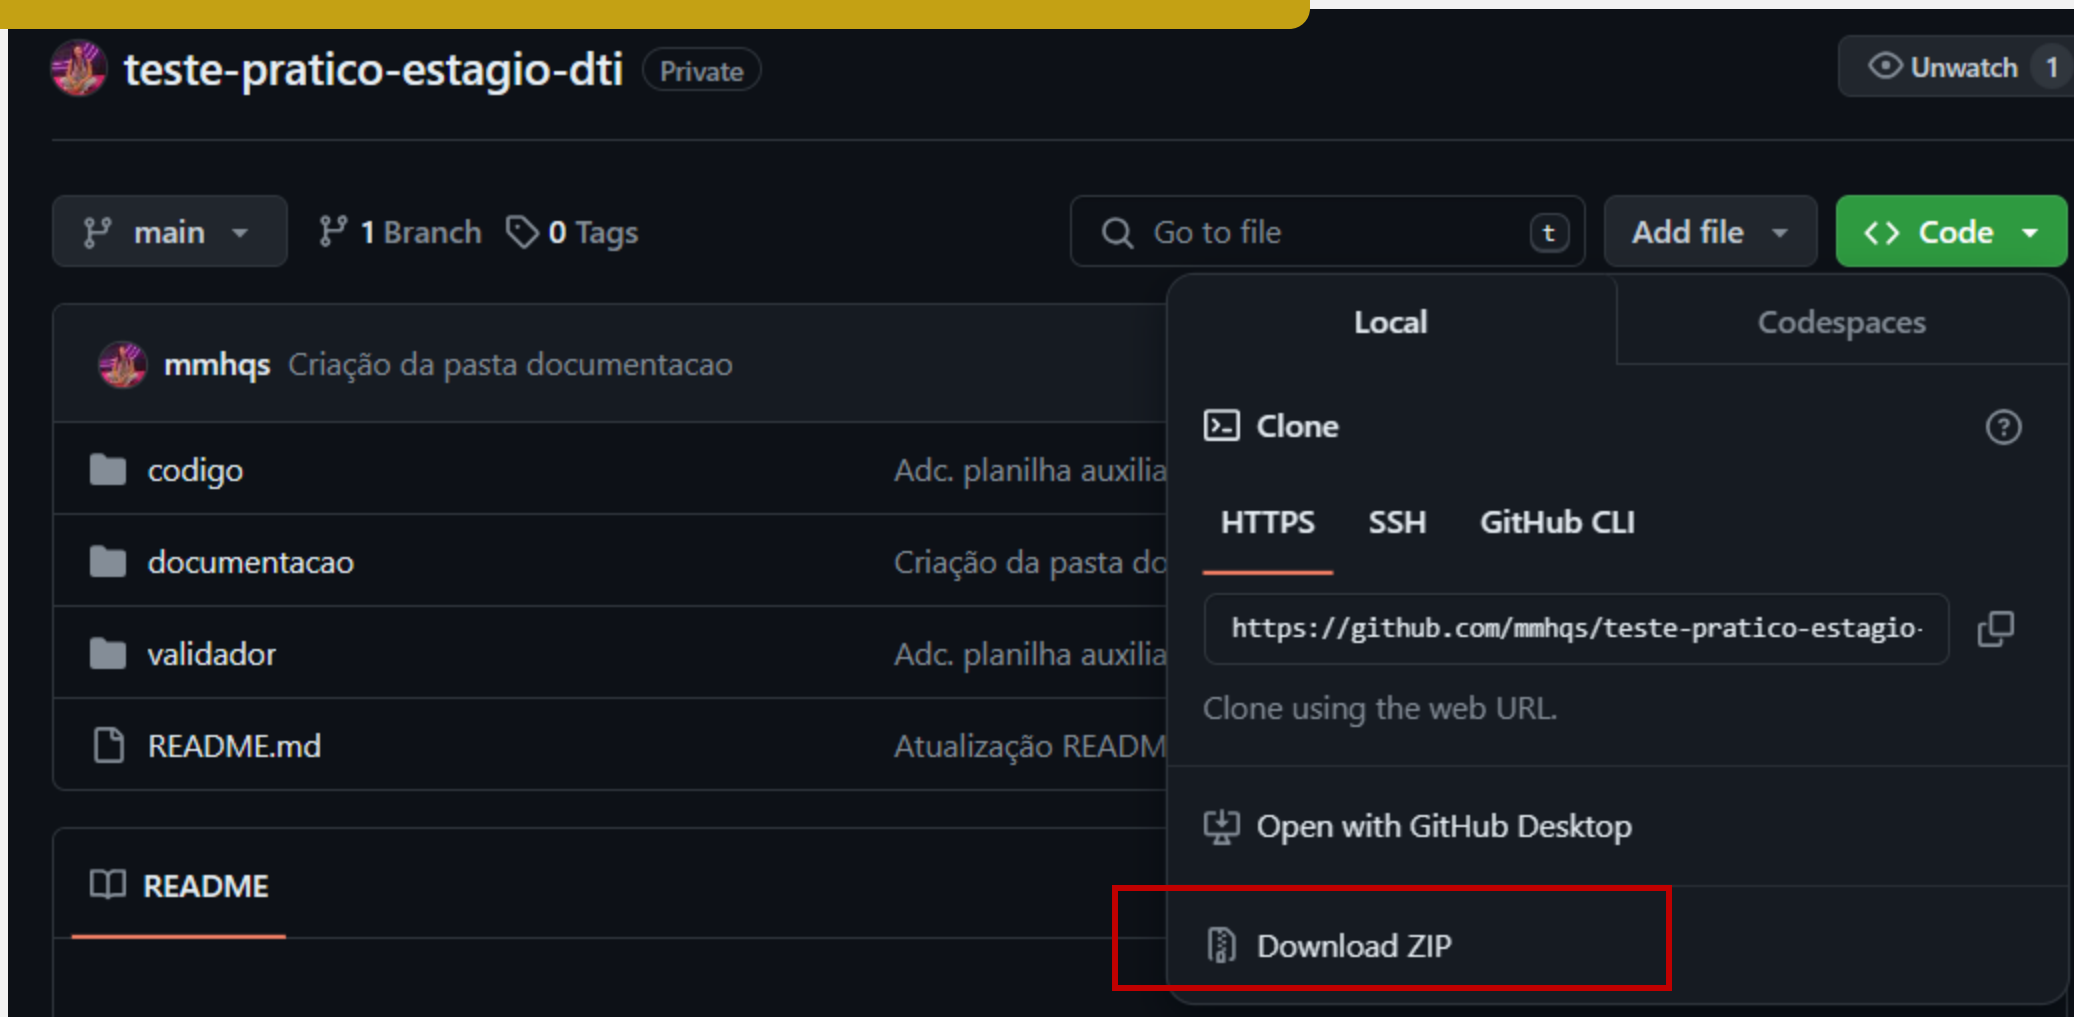 teste-pratico-estagio-dti Private
Unwatch 1
main 1 Branch 0 Tags
Go to file t Add file Code
mmhqs Criação da pasta documentacao
codigo Adc. planilha auxilia
documentacao Criação da pasta do
validador Adc. planilha auxilia
README.md Atualização READM
README
Local Codespaces
Clone
HTTPS SSH GitHub CLI
https://github.com/mmhqs/teste-pratico-estagio-
Clone using the web URL.
Open with GitHub Desktop
Download ZIP